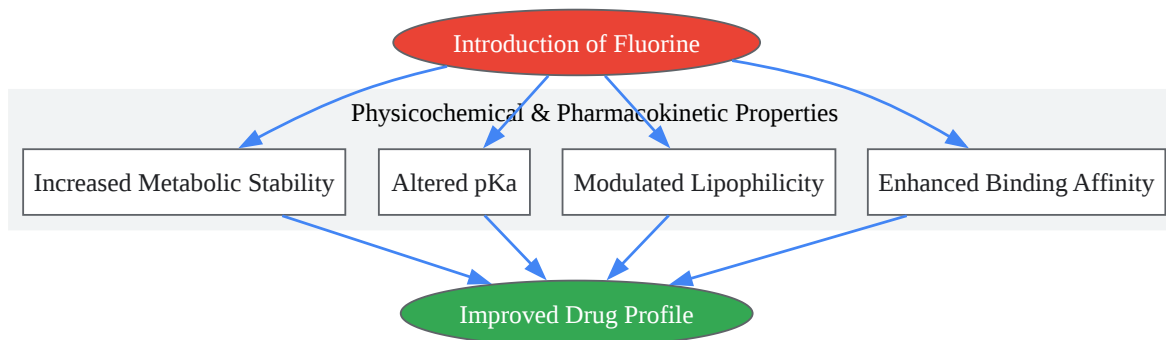 Introduction of Fluorine
Physicochemical & Pharmacokinetic Properties
Increased Metabolic Stability
Altered pKa
Modulated Lipophilicity
Enhanced Binding Affinity
Improved Drug Profile